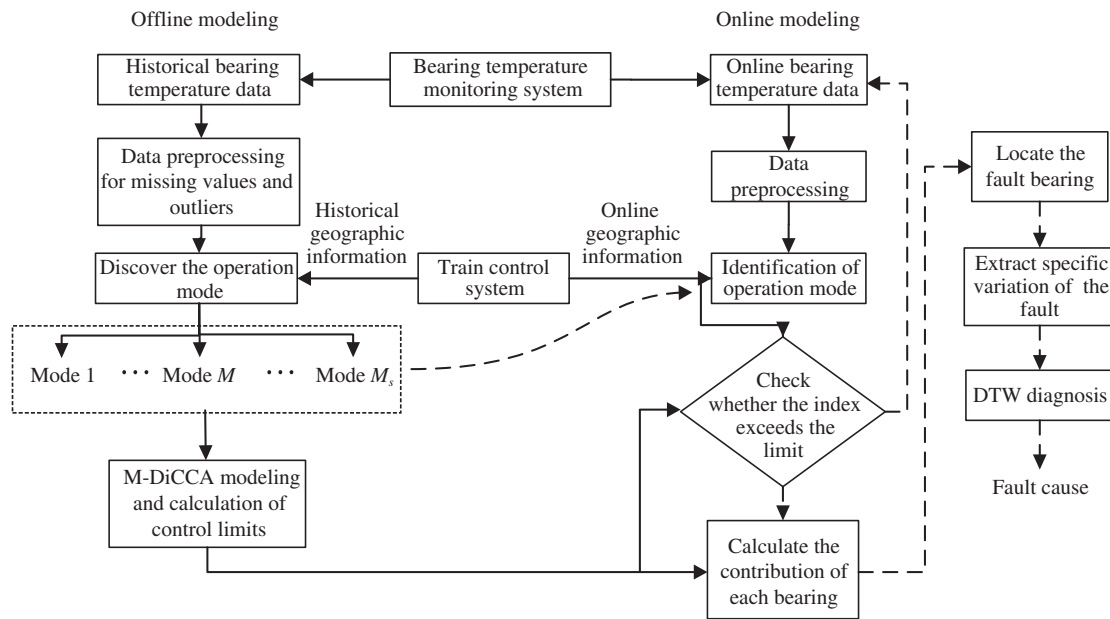 Offline modeling
Online modeling
Historical bearing
temperature data
Bearing temperature
monitoring system
Online bearing
temperature data
Data preprocessing
for missing values and
outliers
Data
preprocessing
Locate the
fault bearing
Historical
geographic
information
Online
geographic
information
Discover the operation
mode
Train control
system
Identification of
operation mode
Extract specific
variation of the
fault
Mode 1 ··· Mode M ··· Mode Mₛ
Check
whether the index
exceeds the
limit
DTW diagnosis
M-DiCCA modeling
and calculation of
control limits
Fault cause
Calculate the
contribution of
each bearing